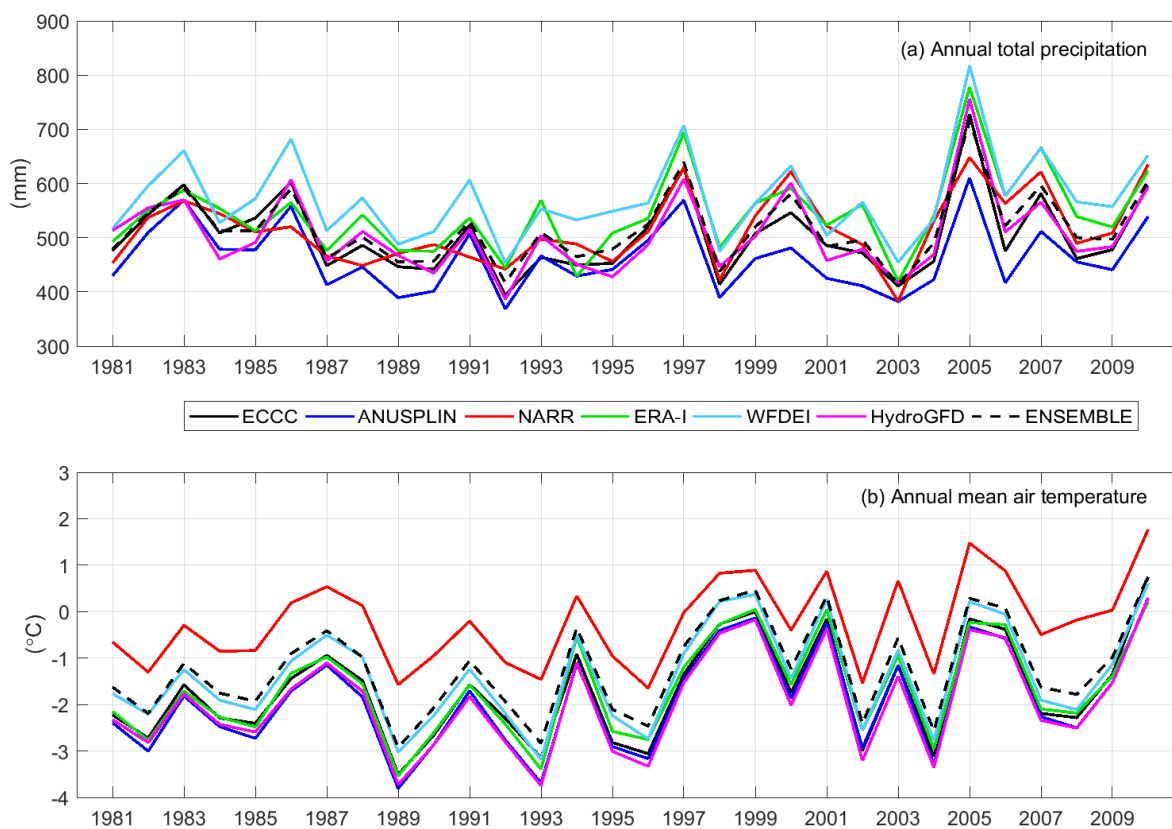 900
800
700
600
500
400
300
(mm)
(a) Annual total precipitation
1981 1983 1985 1987 1989 1991 1993 1995 1997 1999 2001 2003 2005 2007 2009
ECCC ANUSPLIN NARR ERA-I WFDEI HydroGFD ENSEMBLE
3
2
1
0
-1
-2
-3
-4
(°C)
(b) Annual mean air temperature
1981 1983 1985 1987 1989 1991 1993 1995 1997 1999 2001 2003 2005 2007 2009